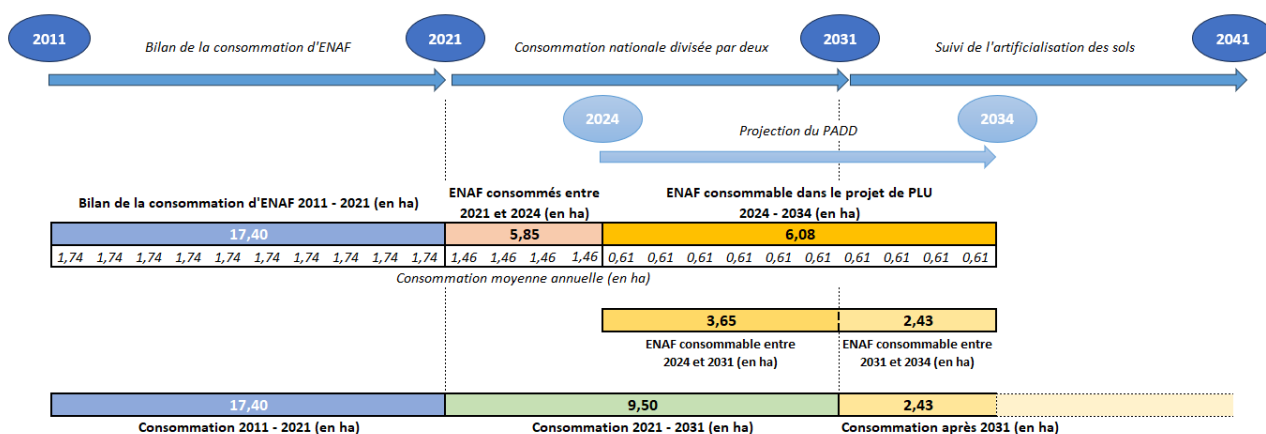 2011
Bilan de la consommation d'ENAF
2021
Consommation nationale divisée par deux
2031
Suivi de l'artificialisation des sols
2041
2024
Projection du PADD
2034
Bilan de la consommation d'ENAF 2011 - 2021 (en ha)
ENAF consommés entre
2021 et 2024 (en ha)
ENAF consommable dans le projet de PLU
2024 - 2034 (en ha)
17,40
5,85
6,08
1,74 1,74 1,74 1,74 1,74 1,74 1,74 1,74 1,74 1,74 1,46 1,46 1,46 1,46 0,61 0,61 0,61 0,61 0,61 0,61 0,61 0,61 0,61 0,61
Consommation moyenne annuelle (en ha)
3,65
2,43
ENAF consommable entre
2024 et 2031 (en ha)
ENAF consommable entre
2031 et 2034 (en ha)
17,40
9,50
2,43
Consommation 2011 - 2021 (en ha)
Consommation 2021 - 2031 (en ha)
Consommation après 2031 (en ha)